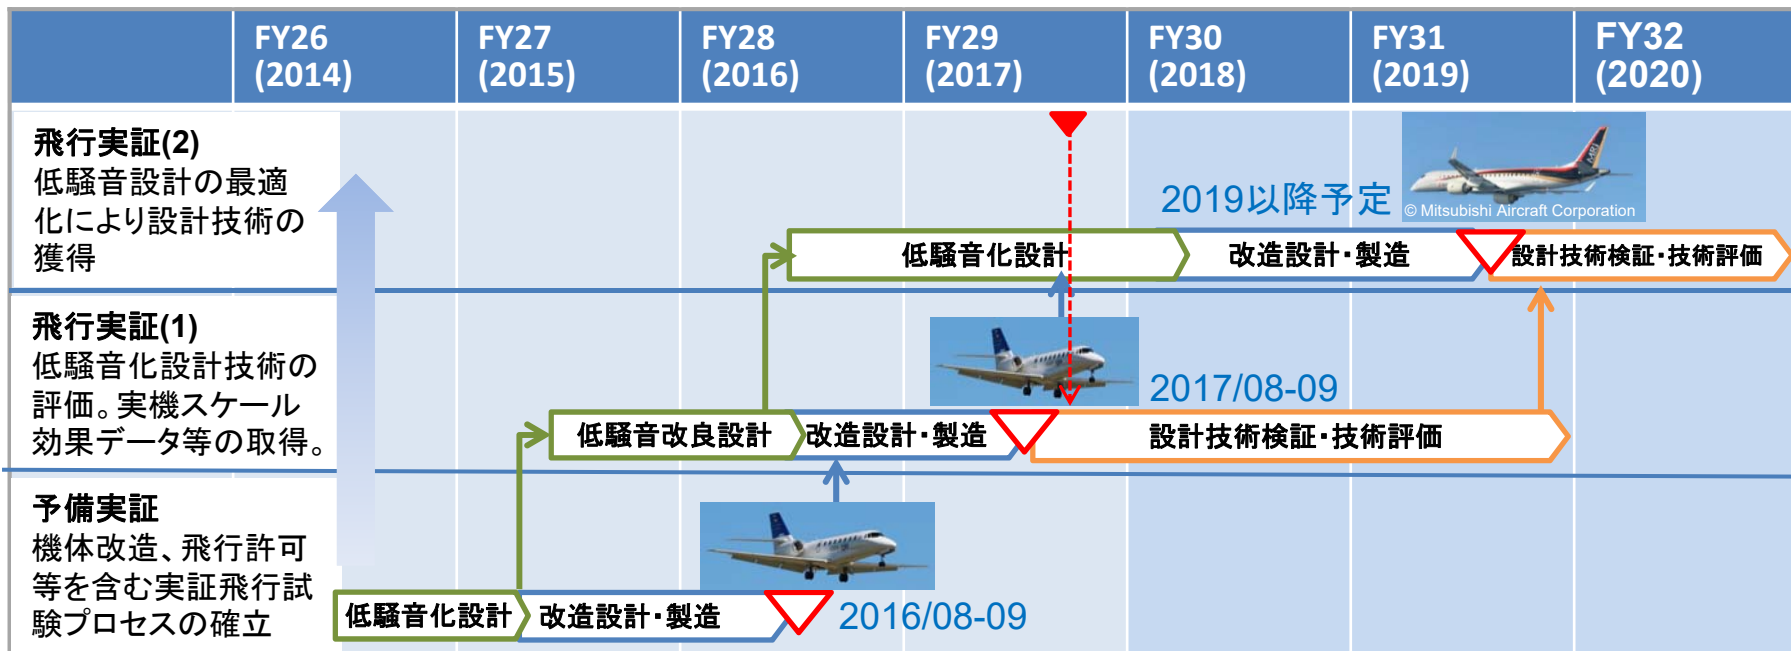 FY26
(2014)
FY27
(2015)
FY28
(2016)
FY29
(2017)
FY30
(2018)
FY31
(2019)
FY32
(2020)
飛行実証(2)
低騒音設計の最適
化により設計技術の
獲得
2019以降予定
© Mitsubishi Aircraft Corporation
MRJ
低騒音化設計
改造設計・製造
設計技術検証・技術評価
飛行実証(1)
低騒音化設計技術の
評価。実機スケール
効果データ等の取得。
2017/08-09
低騒音改良設計
改造設計・製造
設計技術検証・技術評価
予備実証
機体改造、飛行許可
等を含む実証飛行試
験プロセスの確立
低騒音化設計
改造設計・製造
2016/08-09